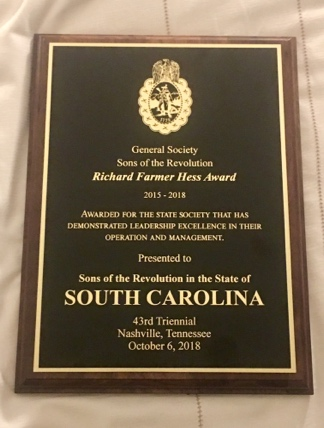 General Society
Sons of the Revolution
Richard Farmer Hess Award
2015 - 2018
AWARDED FOR THE STATE SOCIETY THAT HAS
DEMONSTRATED LEADERSHIP EXCELLENCE IN THEIR
OPERATION AND MANAGEMENT.
Presented to
Sons of the Revolution in the State of
SOUTH CAROLINA
43rd Triennial
Nashville, Tennessee
October 6, 2018